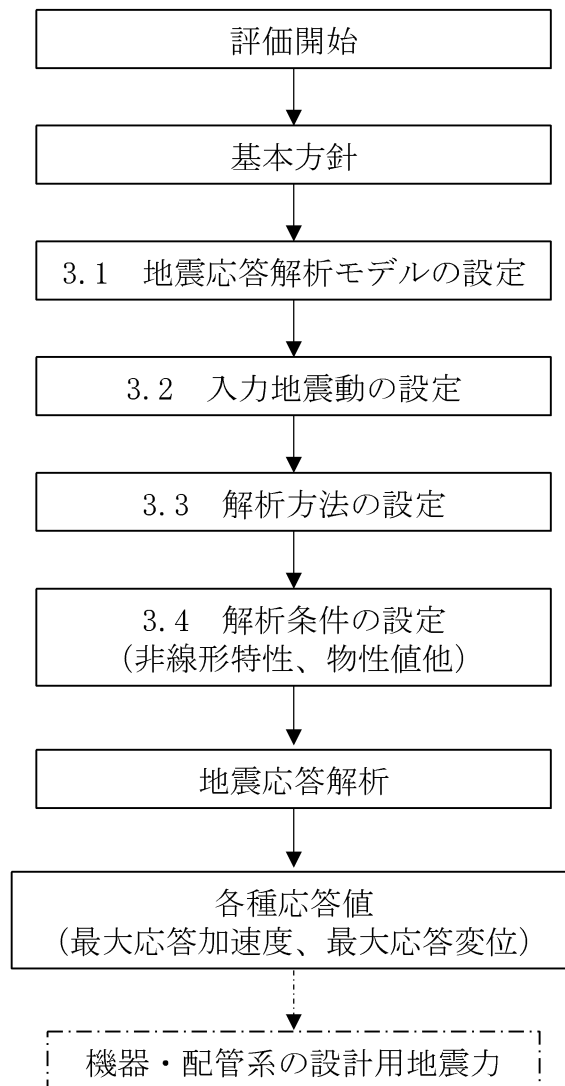 評価開始
基本方針
3.1　地震応答解析モデルの設定
3.2　入力地震動の設定
3.3　解析方法の設定
3.4　解析条件の設定
（非線形特性、物性値他）
地震応答解析
各種応答値
（最大応答加速度、最大応答変位）
機器・配管系の設計用地震力